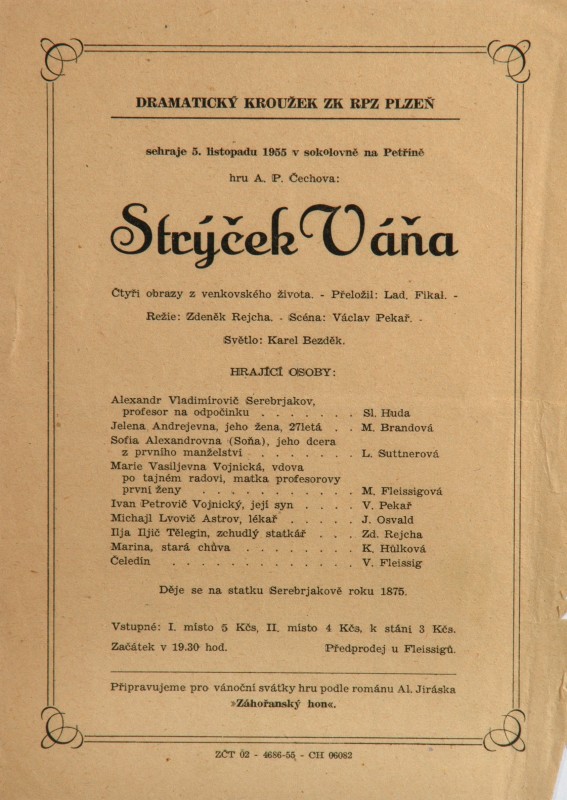 DRAMATICKÝ KROUŽEK ZK RPZ PLZEŇ
sehraje 5. listopadu 1955 v sokolovně na Petříně
hru A. P. Čechova:
Strýček Váňa
Čtyři obrazy z venkovského života. - Přeložil: Lad. Fikal. -
Režie: Zdeněk Rejcha. - Scéna: Václav Pekař. -
Světlo: Karel Bezděk.
HRAJÍCÍ OSOBY:
Alexandr Vladimírovič Serebrjakov,
profesor na odpočinku . . . . . . . Sl. Huda
Jelena Andrejevna, jeho žena, 27letá . . M. Brandová
Sofia Alexandrovna (Soňa), jeho dcera
z prvního manželství . . . . . . . L. Suttnerová
Marie Vasiljevna Vojnická, vdova
po tajném radovi, matka profesorovy
první ženy . . . . . . . . . . M. Fleissigová
Ivan Petrovič Vojnický, její syn . . . . V. Pekař
Michajl Lvovič Astrov, lékař . . . . . J. Osvald
Ilja Iljič Tělegin, zchudlý statkář . . . Zd. Rejcha
Marina, stará chůva . . . . . . . . K. Hůlková
Čeledín . . . . . . . . . . . . V. Fleissig
Děje se na statku Serebrjakově roku 1875.
Vstupné: I. místo 5 Kčs, II. místo 4 Kčs, k stání 3 Kčs.
Začátek v 19.30 hod. Předprodej u Fleissigů.
Připravujeme pro vánoční svátky hru podle románu Al. Jiráska
»Záhořanský hon«.
ZČT 02 - 4686-55 - CH 06082